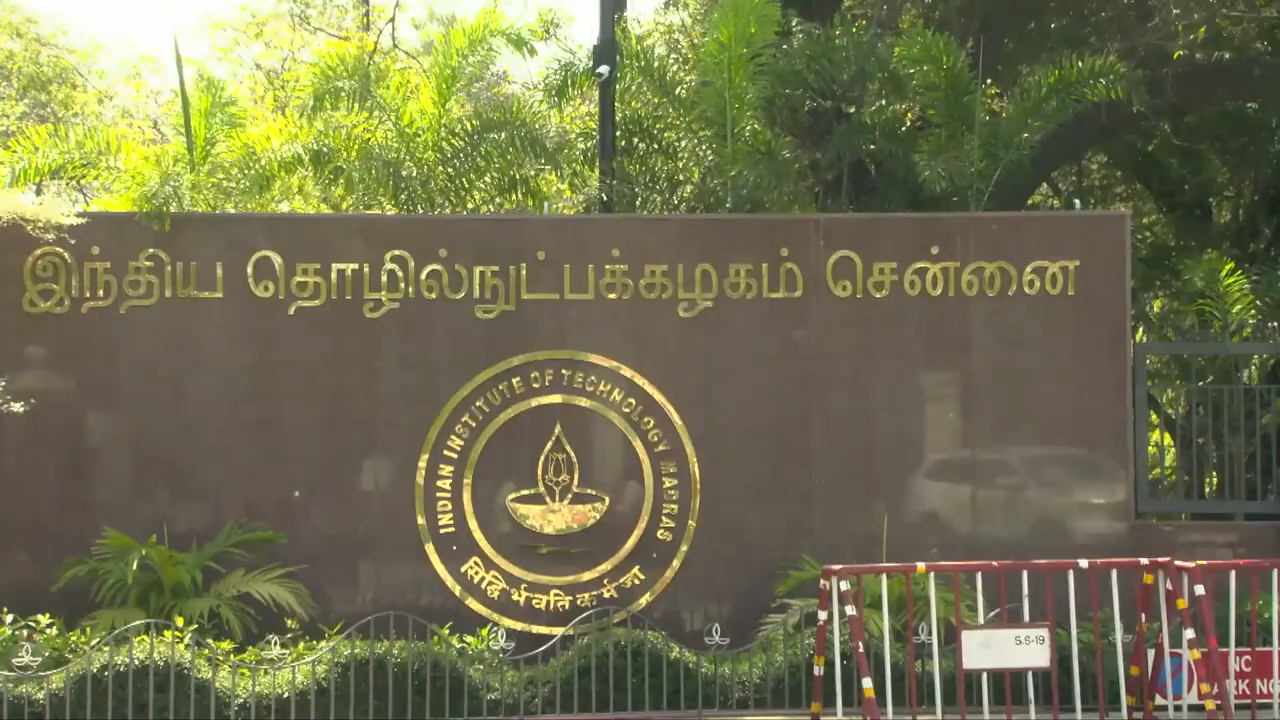 இந்திய தொழில்நுட்பக்கழகம் சென்னை
INDIAN INSTITUTE OF TECHNOLOGY MADRAS
सिद्धिर्भवति कर्मजा
S.S-19